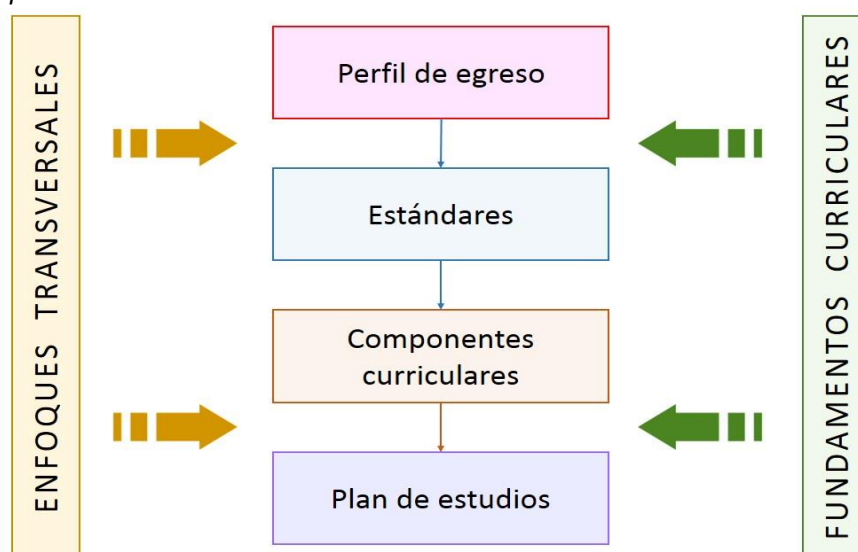 ENFOQUES TRANSVERSALES
Perfil de egreso
Estándares
Componentes
curriculares
Plan de estudios
FUNDAMENTOS CURRICULARES